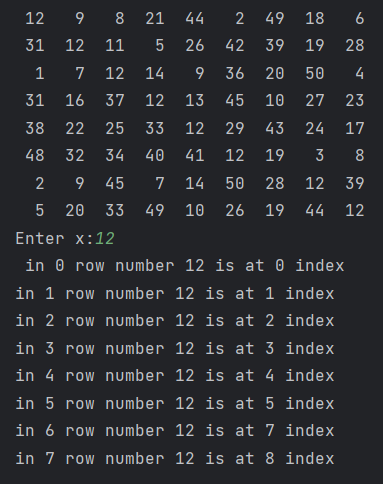 12 9 8 21 44 2 49 18 6
31 12 11 5 26 42 39 19 28
1 7 12 14 9 36 20 50 4
31 16 37 12 13 45 10 27 23
38 22 25 33 12 29 43 24 17
48 32 34 40 41 12 19 3 8
2 9 45 7 14 50 28 12 39
5 20 33 49 10 26 19 44 12
Enter x:12
in 0 row number 12 is at 0 index
in 1 row number 12 is at 1 index
in 2 row number 12 is at 2 index
in 3 row number 12 is at 3 index
in 4 row number 12 is at 4 index
in 5 row number 12 is at 5 index
in 6 row number 12 is at 7 index
in 7 row number 12 is at 8 index